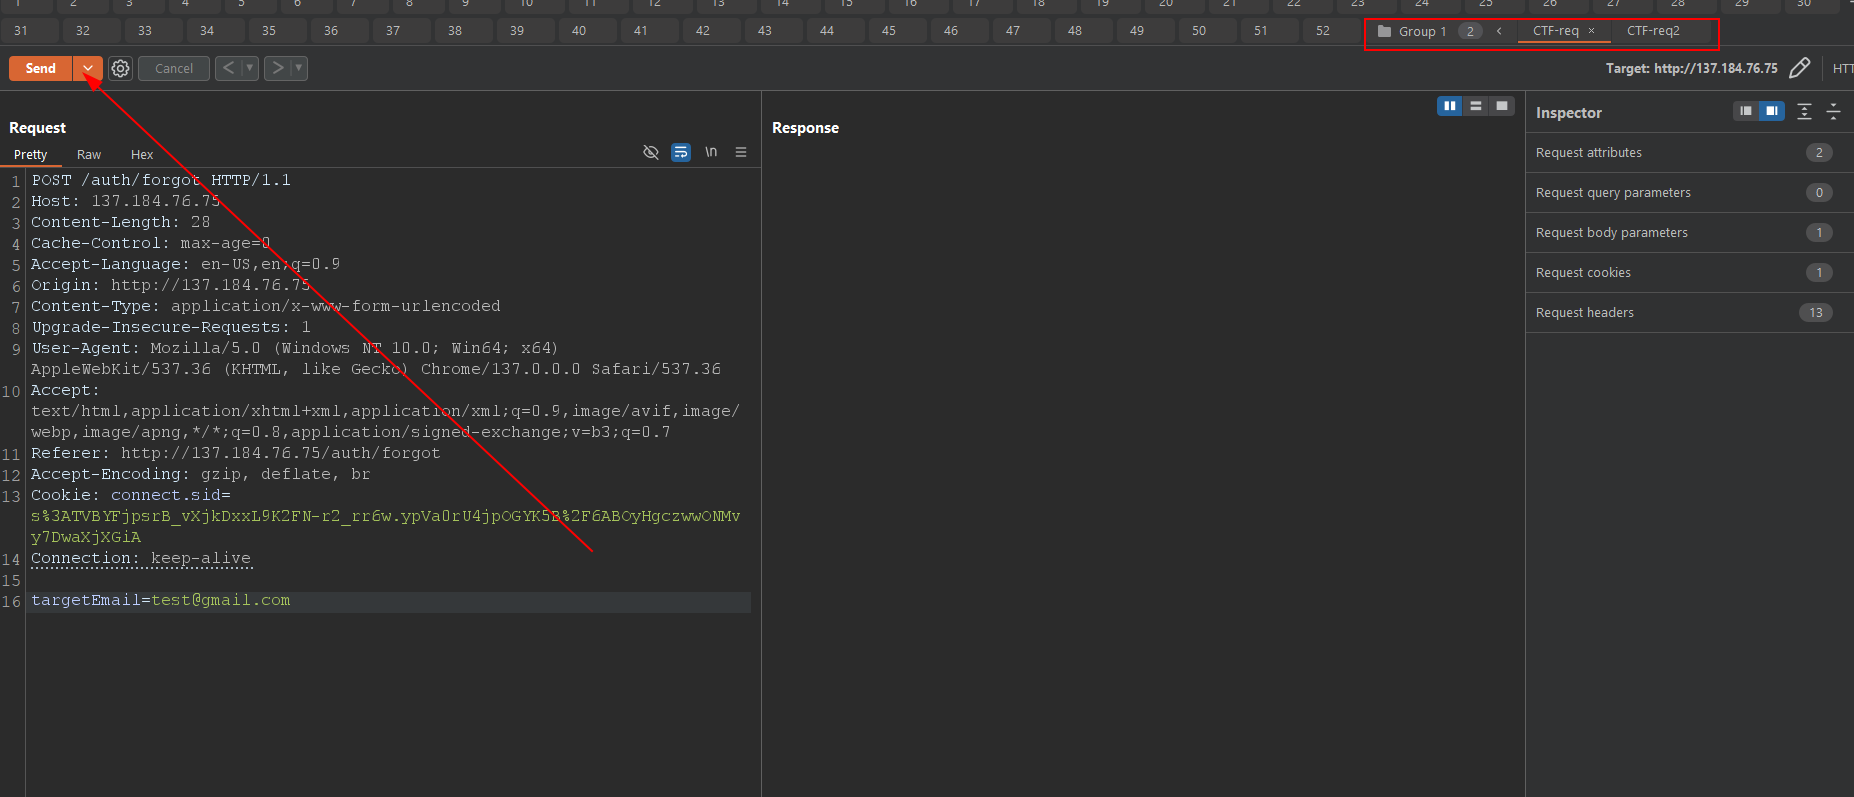 1 2 3 4 5 6 7 8 9 10 11 12 13 14 15 16 17 18 19 20 21 22 23 24 25 26 27 28 29 30
31 32 33 34 35 36 37 38 39 40 41 42 43 44 45 46 47 48 49 50 51 52 Group 1 2 < CTF-req × CTF-req2
Send Cancel < > Target: http://137.184.76.75 HTT
Request
Pretty Raw Hex \n
1 POST /auth/forgot HTTP/1.1
2 Host: 137.184.76.75
3 Content-Length: 28
4 Cache-Control: max-age=0
5 Accept-Language: en-US,en;q=0.9
6 Origin: http://137.184.76.75
7 Content-Type: application/x-www-form-urlencoded
8 Upgrade-Insecure-Requests: 1
9 User-Agent: Mozilla/5.0 (Windows NT 10.0; Win64; x64)
AppleWebKit/537.36 (KHTML, like Gecko) Chrome/137.0.0.0 Safari/537.36
10 Accept:
text/html,application/xhtml+xml,application/xml;q=0.9,image/avif,image/
webp,image/apng,*/*;q=0.8,application/signed-exchange;v=b3;q=0.7
11 Referer: http://137.184.76.75/auth/forgot
12 Accept-Encoding: gzip, deflate, br
13 Cookie: connect.sid=
s%3ATVBYFjpsrB_vXjkDxxL9K2FN-r2_rr6w.ypVa0rU4jpOGYK5B%2F6ABOyHgczwwONMv
y7DwaXjXGiA
14 Connection: keep-alive
15
16 targetEmail=test@gmail.com
Response
Inspector
Request attributes 2
Request query parameters 0
Request body parameters 1
Request cookies 1
Request headers 13